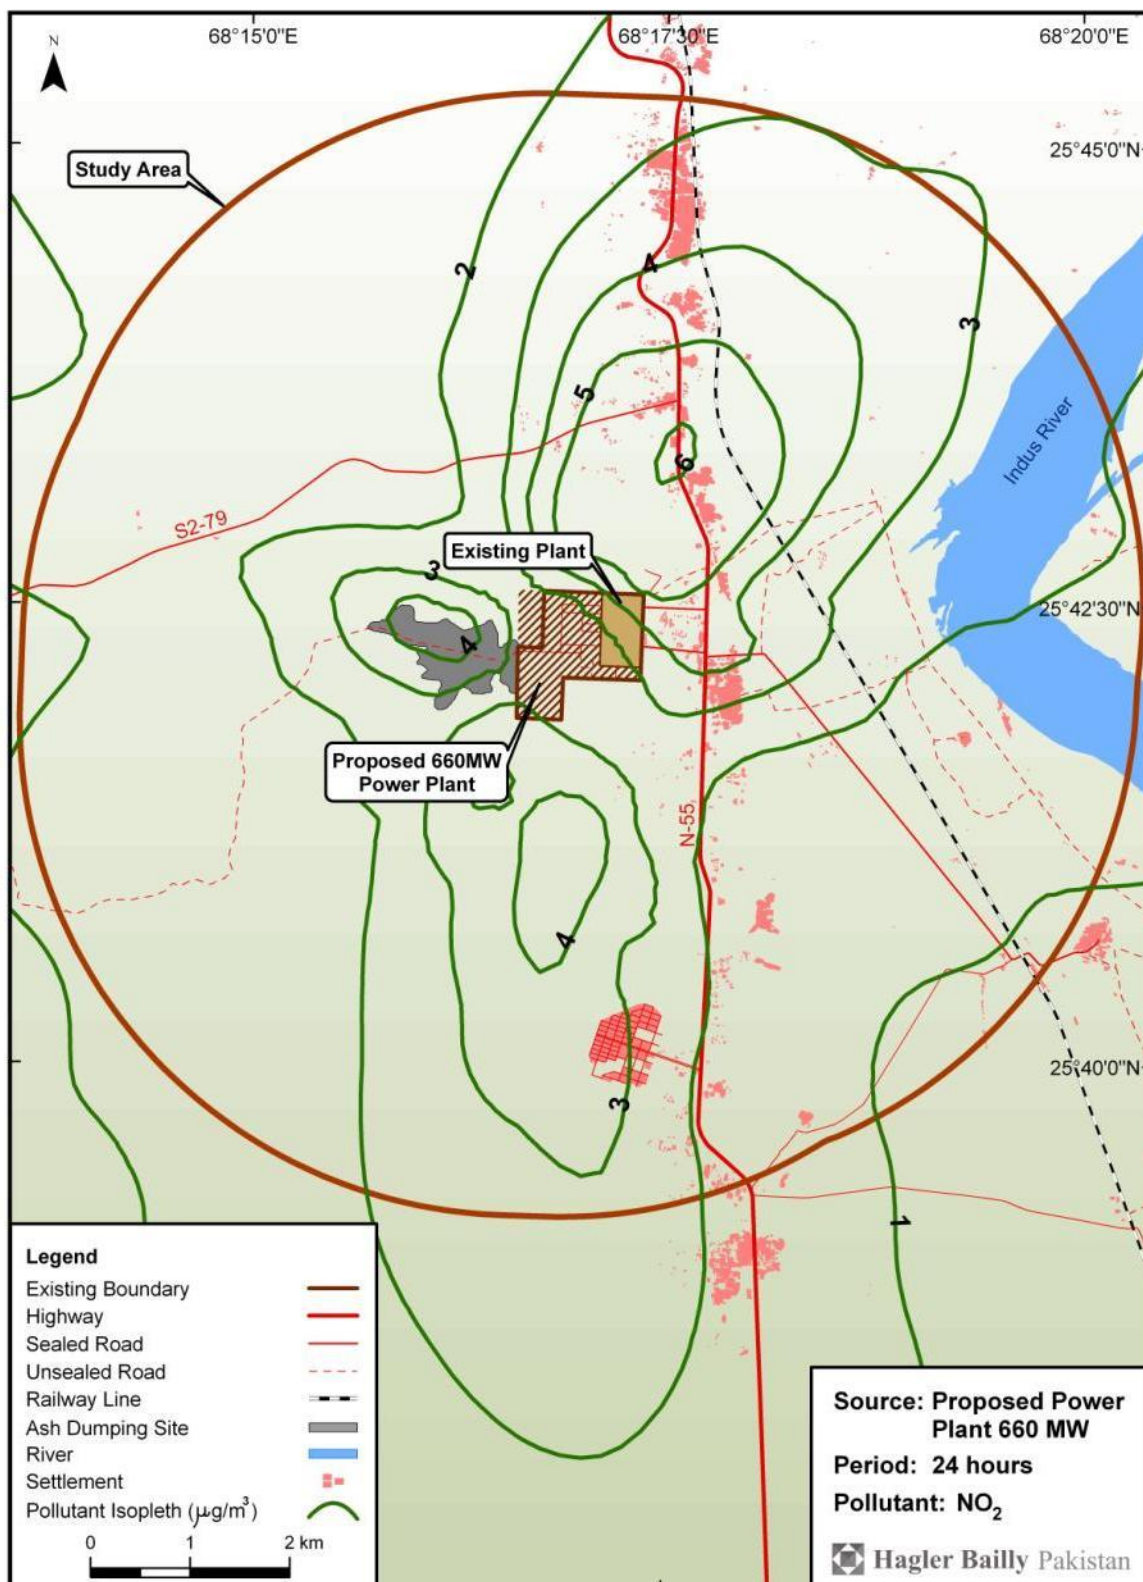 N
68°15'0"E
68°17'30"E
68°20'0"E
25°45'0"N
Study Area
2
4
3
5
6
Indus River
S2-79
Existing Plant
3
25°42'30"N
4
Proposed 660MW
Power Plant
N-55
4
25°40'0"N
3
1
Legend
Existing Boundary
Highway
Sealed Road
Unsealed Road
Railway Line
Ash Dumping Site
River
Settlement
Pollutant Isopleth (μg/m³)
0 1 2 km
Source: Proposed Power
Plant 660 MW
Period: 24 hours
Pollutant: NO₂
Hagler Bailly Pakistan